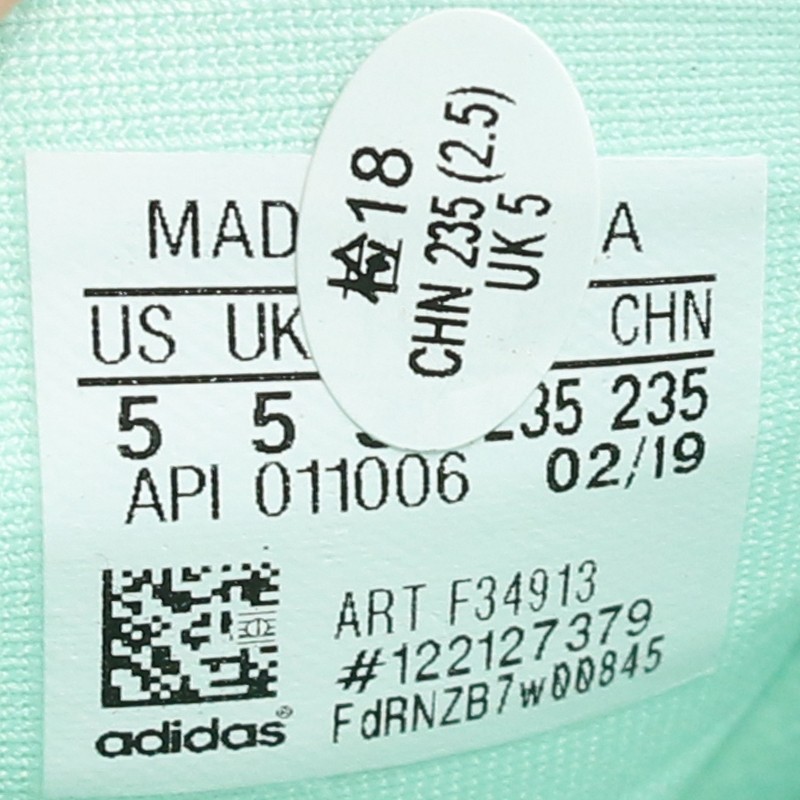 检18
CHN 235 (2.5)
UK 5
MAD A
US UK CHN
5 5 235 235
API 011006 02/19
ART F34913
#122127379
FdRNZB7w00845
adidas®